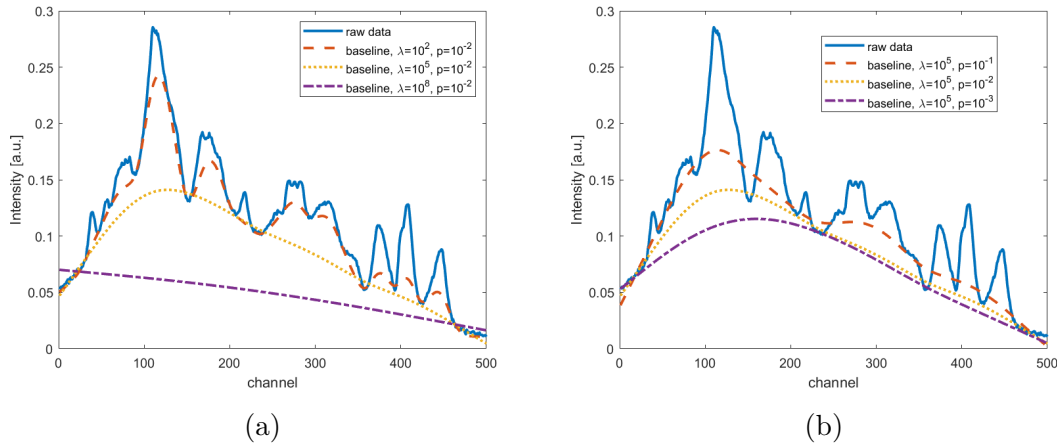 0.3
0.25
0.2
0.15
0.1
0.05
0
Intensity [a.u.]
0 100 200 300 400 500
channel
raw data
baseline, λ=10², p=10⁻²
baseline, λ=10⁵, p=10⁻²
baseline, λ=10⁸, p=10⁻²
(a)
0.3
0.25
0.2
0.15
0.1
0.05
0
Intensity [a.u.]
0 100 200 300 400 500
channel
raw data
baseline, λ=10⁵, p=10⁻¹
baseline, λ=10⁵, p=10⁻²
baseline, λ=10⁵, p=10⁻³
(b)